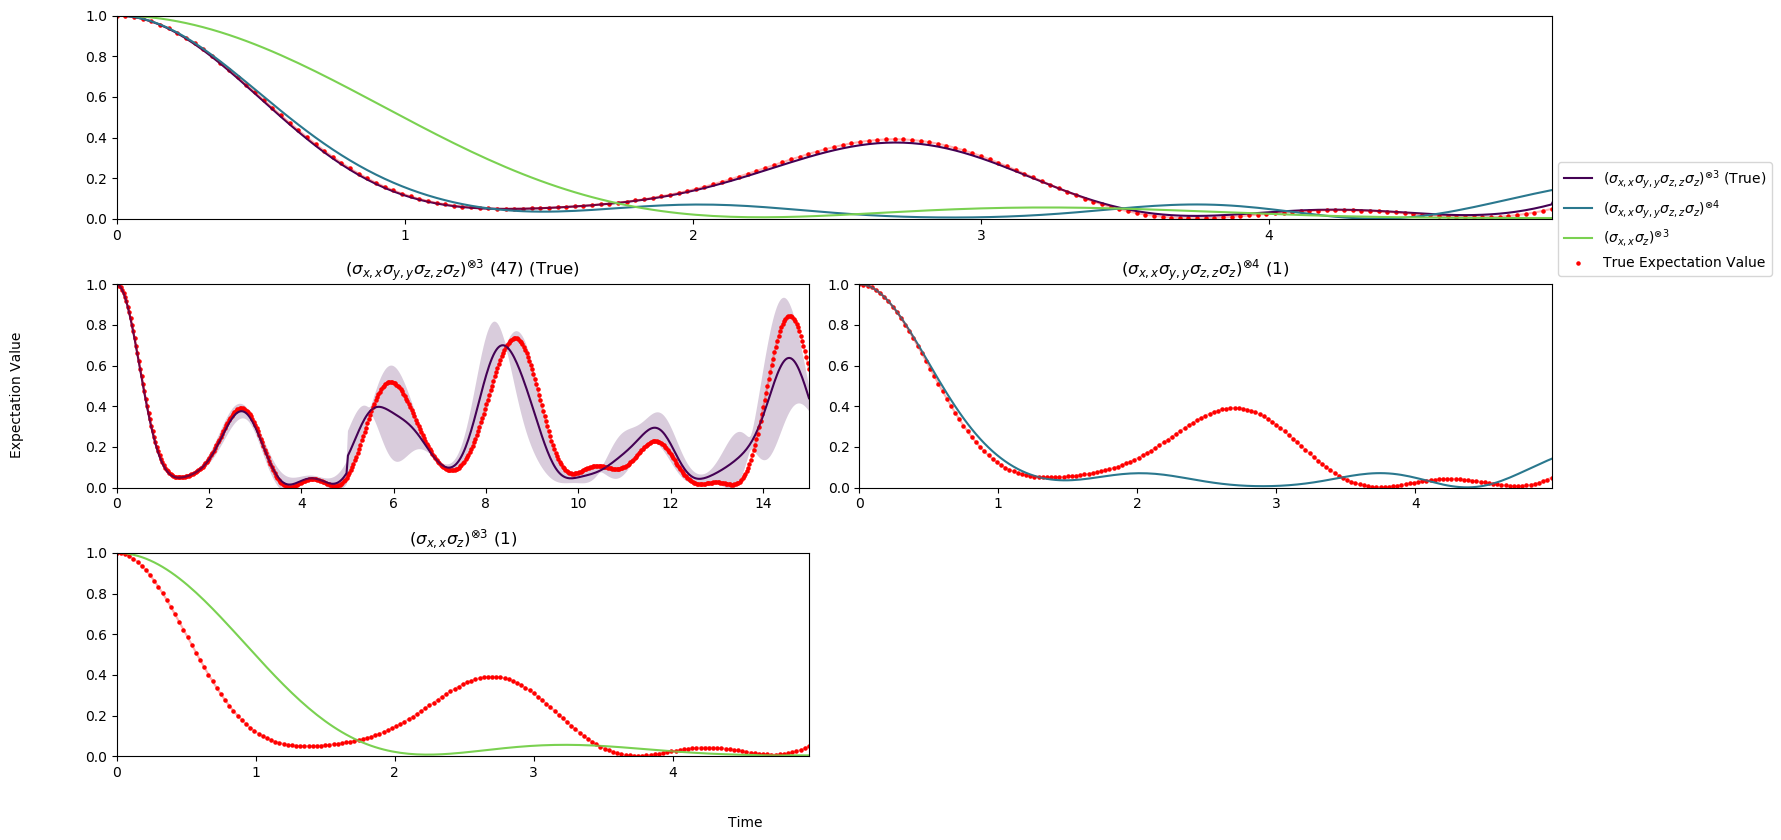 1.0
0.8
0.6
0.4
0.2
0.0
0 1 2 3 4
(σx,xσy,yσz,zσz)⊗3 (True)
(σx,xσy,yσz,zσz)⊗4
(σx,xσz)⊗3
True Expectation Value
(σx,xσy,yσz,zσz)⊗3 (47) (True)
1.0
0.8
0.6
0.4
0.2
0.0
0 2 4 6 8 10 12 14
(σx,xσy,yσz,zσz)⊗4 (1)
1.0
0.8
0.6
0.4
0.2
0.0
0 1 2 3 4
Expectation Value
(σx,xσz)⊗3 (1)
1.0
0.8
0.6
0.4
0.2
0.0
0 1 2 3 4
Time